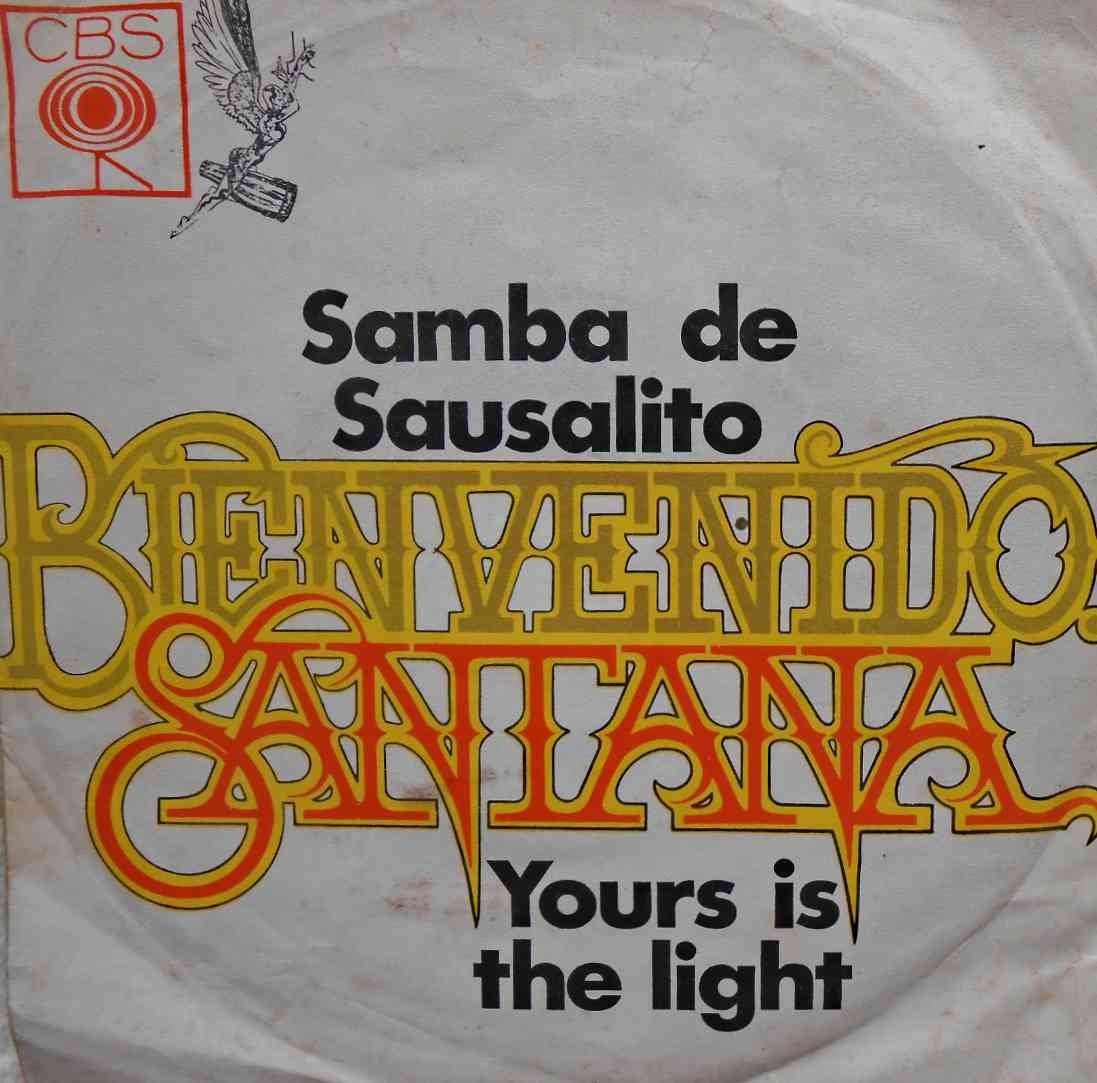 CBS
Samba de
Sausalito
BIENVENIDO
SANTANA
Yours is
the light